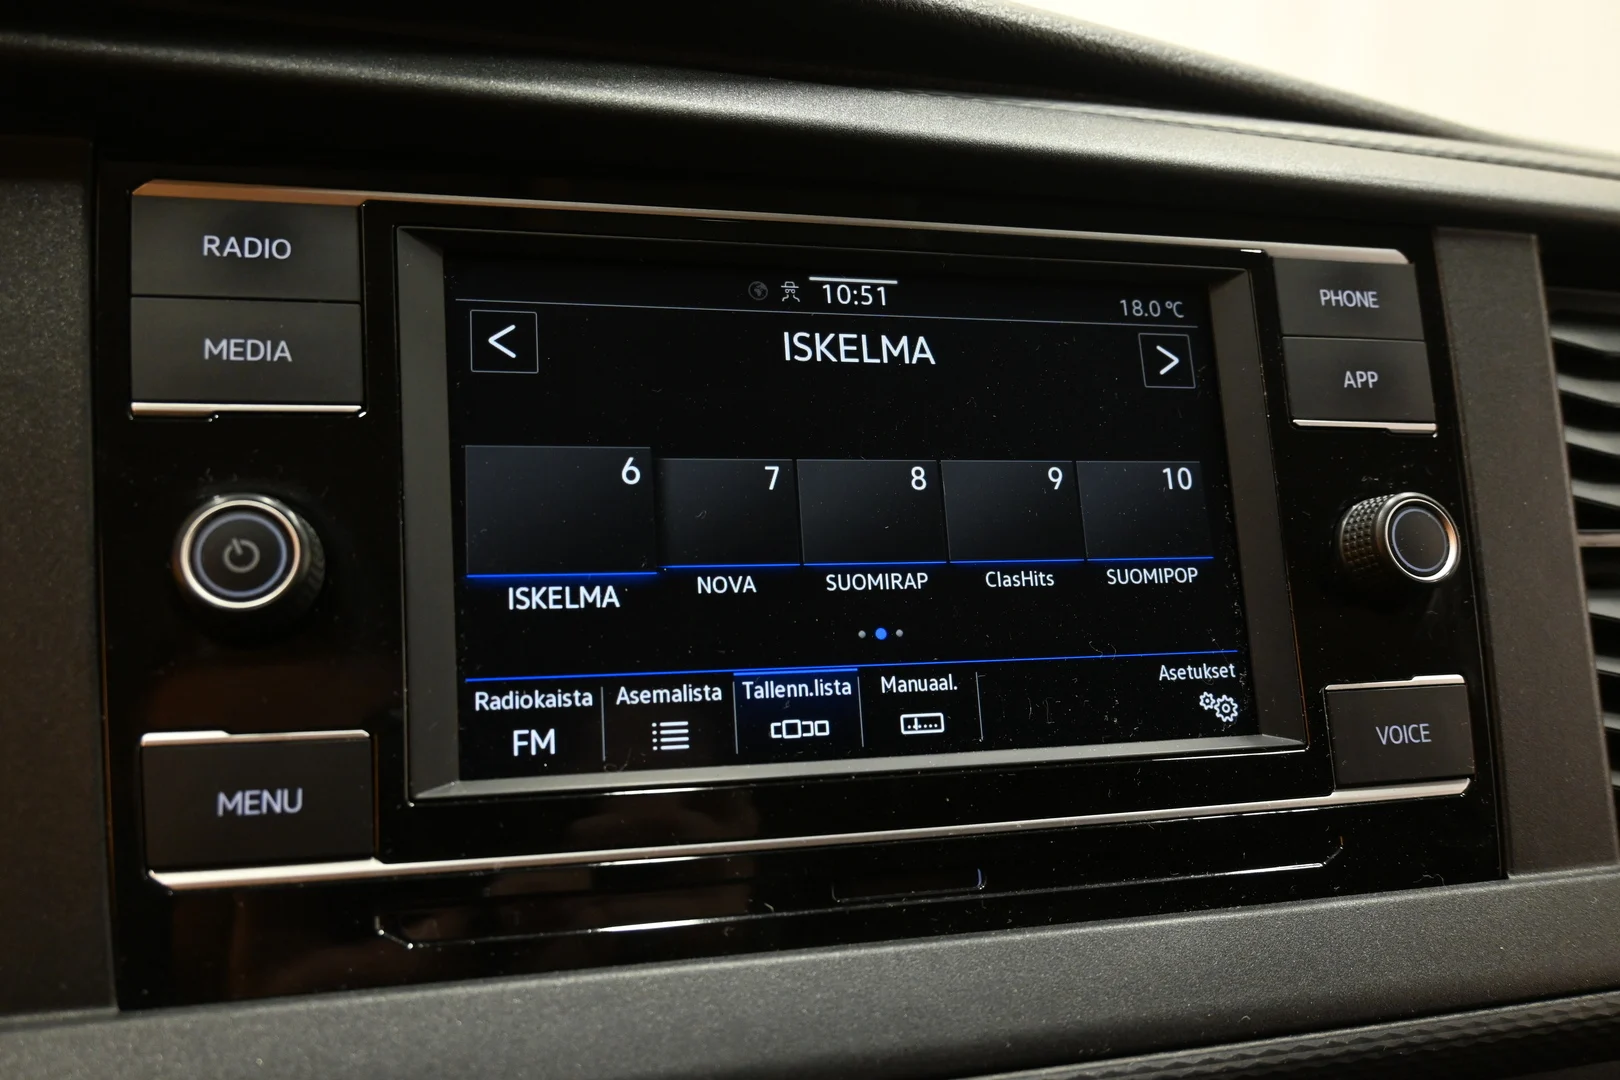 RADIO
MEDIA
MENU
10:51
18.0 °C
<
ISKELMA
>
6
7
8
9
10
ISKELMA
NOVA
SUOMIRAP
ClasHits
SUOMIPOP
Radiokaista
Asemalista
Tallenn.lista
Manuaal.
Asetukset
FM
PHONE
APP
VOICE